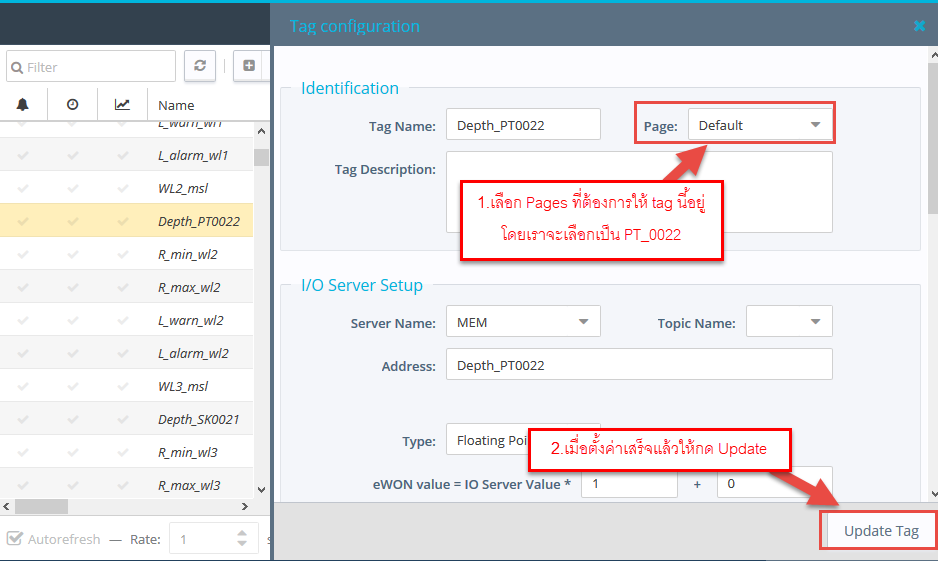 Tag configuration
Filter
Name
L_warn_wl1
L_alarm_wl1
WL2_msl
Depth_PT0022
R_min_wl2
R_max_wl2
L_warn_wl2
L_alarm_wl2
WL3_msl
Depth_SK0021
R_min_wl3
R_max_wl3
Autorefresh — Rate: 1 s
Identification
Tag Name: Depth_PT0022 Page: Default
Tag Description:
1.เลือก Pages ที่ต้องการให้ tag นี้อยู่
โดยเราจะเลือกเป็น PT_0022
I/O Server Setup
Server Name: MEM Topic Name:
Address: Depth_PT0022
Type: Floating Poi
2.เมื่อตั้งค่าเสร็จแล้วให้กด Update
eWON value = IO Server Value * 1 + 0
Update Tag